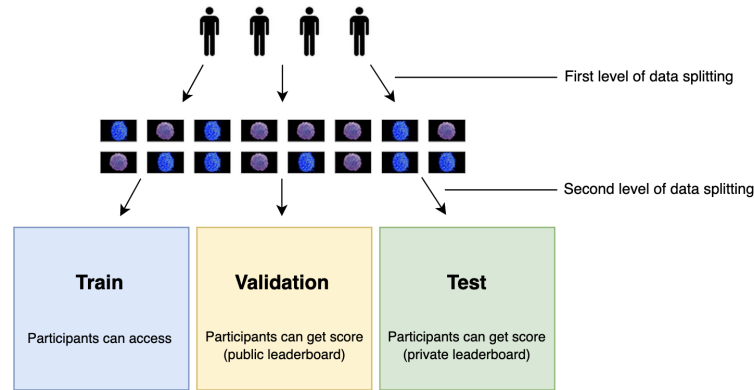 First level of data splitting
Second level of data splitting
Train
Participants can access
Validation
Participants can get score
(public leaderboard)
Test
Participants can get score
(private leaderboard)